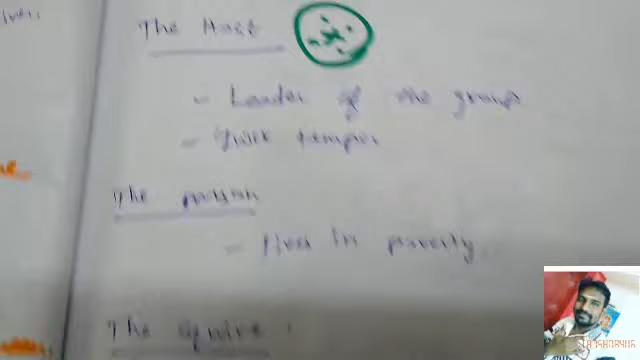 The Host
- Leader of the group
- Quick temper
The parson
- Lives in poverty.
The squire :